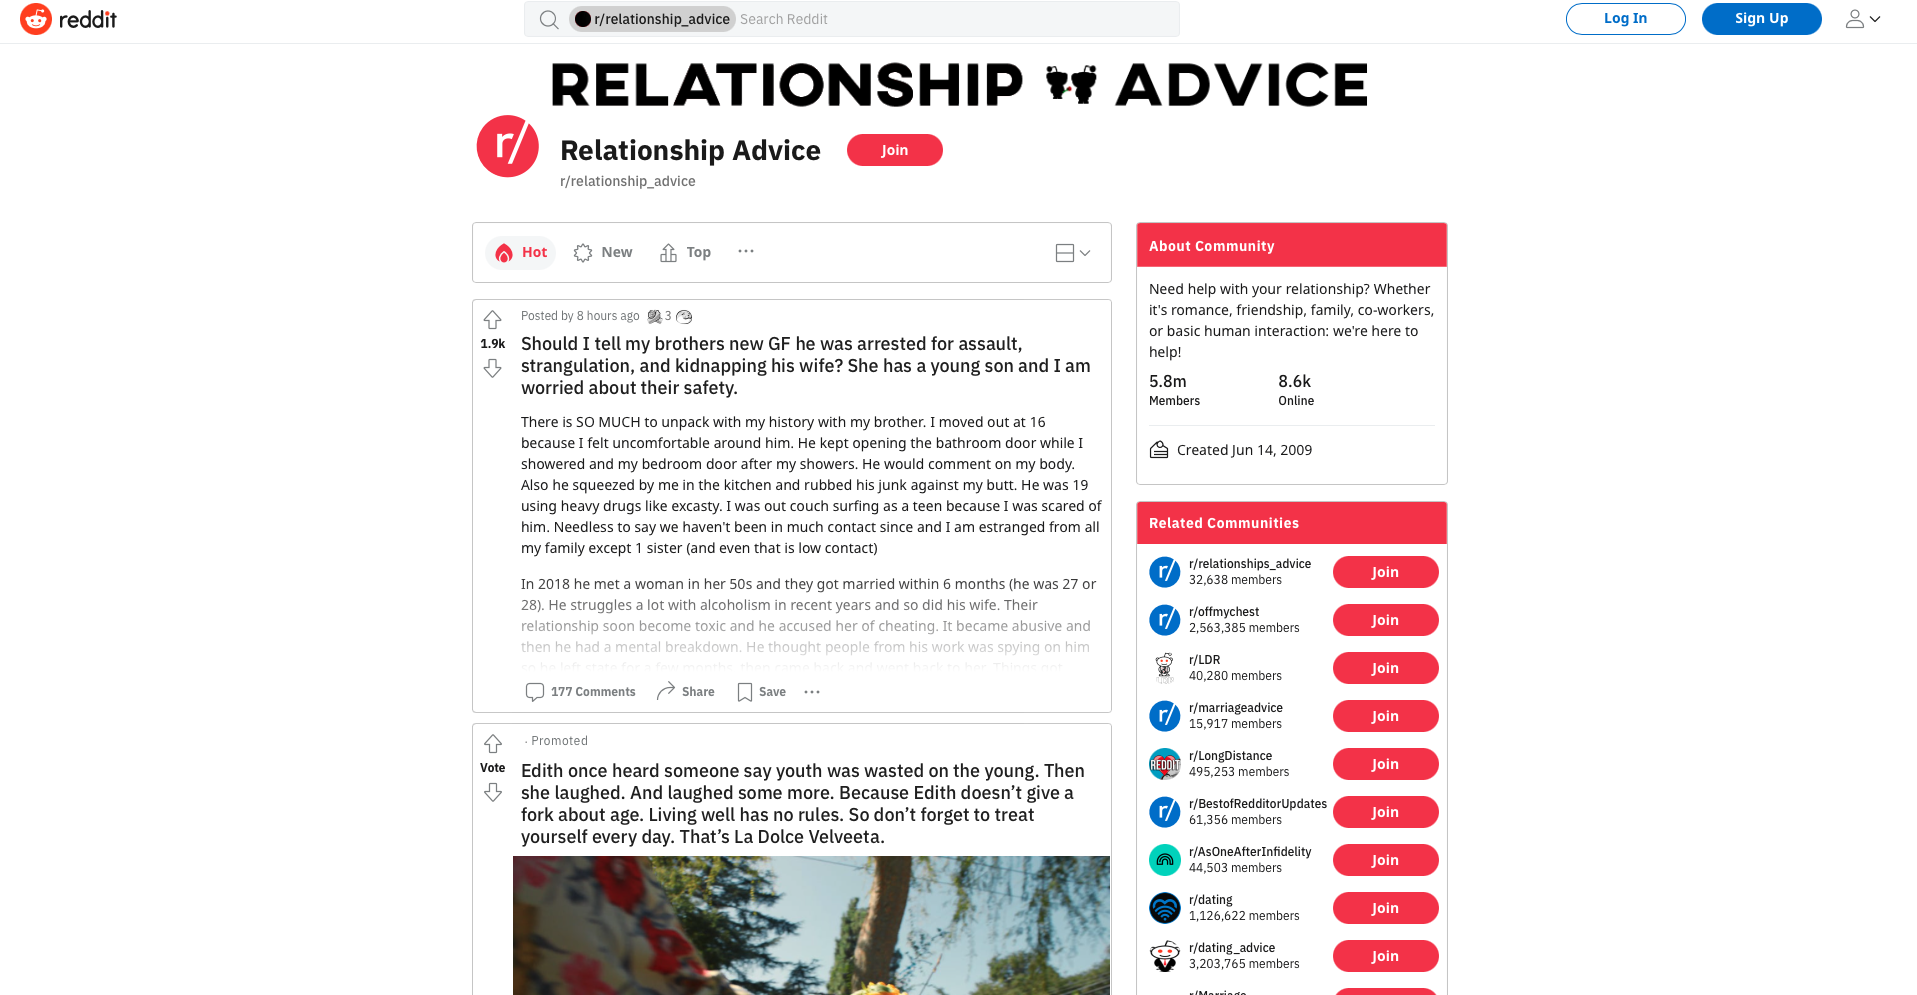 reddit
r/relationship_advice Search Reddit
Log In
Sign Up
RELATIONSHIP ADVICE
r/
Relationship Advice
Join
r/relationship_advice
Hot
New
Top
Posted by 8 hours ago 3
1.9k
Should I tell my brothers new GF he was arrested for assault,
strangulation, and kidnapping his wife? She has a young son and I am
worried about their safety.
There is SO MUCH to unpack with my history with my brother. I moved out at 16
because I felt uncomfortable around him. He kept opening the bathroom door while I
showered and my bedroom door after my showers. He would comment on my body.
Also he squeezed by me in the kitchen and rubbed his junk against my butt. He was 19
using heavy drugs like excasty. I was out couch surfing as a teen because I was scared of
him. Needless to say we haven't been in much contact since and I am estranged from all
my family except 1 sister (and even that is low contact)
In 2018 he met a woman in her 50s and they got married within 6 months (he was 27 or
28). He struggles a lot with alcoholism in recent years and so did his wife. Their
relationship soon become toxic and he accused her of cheating. It became abusive and
then he had a mental breakdown. He thought people from his work was spying on him
so he left state for a few months, then came back and went back to her. Things got
177 Comments
Share
Save
· Promoted
Vote
Edith once heard someone say youth was wasted on the young. Then
she laughed. And laughed some more. Because Edith doesn’t give a
fork about age. Living well has no rules. So don’t forget to treat
yourself every day. That’s La Dolce Velveeta.
About Community
Need help with your relationship? Whether
it's romance, friendship, family, co-workers,
or basic human interaction: we're here to
help!
5.8m
Members
8.6k
Online
Created Jun 14, 2009
Related Communities
r/
r/relationships_advice
32,638 members
Join
r/
r/offmychest
2,563,385 members
Join
r/LDR
40,280 members
Join
r/
r/marriageadvice
15,917 members
Join
REDDIT
r/LongDistance
495,253 members
Join
r/
r/BestofRedditorUpdates
61,356 members
Join
r/AsOneAfterInfidelity
44,503 members
Join
r/dating
1,126,622 members
Join
r/dating_advice
3,203,765 members
Join
r/Marriage